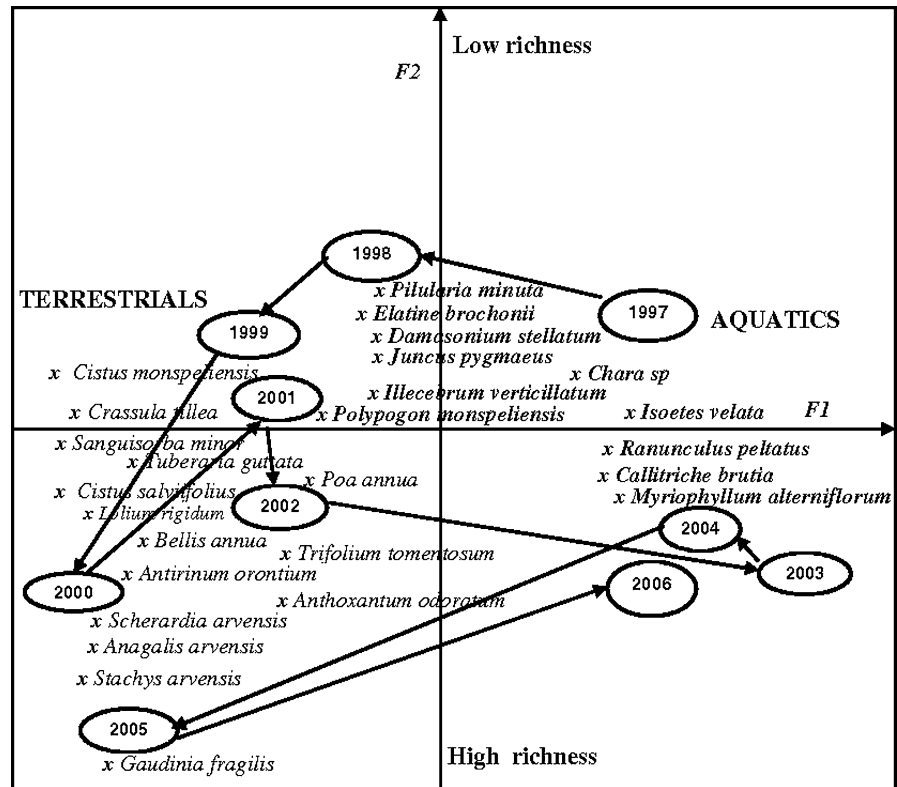 Low richness
F2
1998
TERRESTRIALS
x Pilularia minuta
1997
x Elatine brochonii
AQUATICS
1999
x Damasonium stellatum
x Juncus pygmaeus
x Cistus monspeliensis
x Chara sp
2001
x Illecebrum verticillatum
x Crassula tillea
x Polypogon monspeliensis
x Isoetes velata
F1
x Sanguisorba minor
x Ranunculus peltatus
x Tuberaria guttata
x Callitriche brutia
x Poa annua
x Cistus salviifolius
x Myriophyllum alterniflorum
2002
x Lolium rigidum
2004
x Bellis annua
x Trifolium tomentosum
x Antirinum orontium
2003
2000
2006
x Anthoxantum odoratum
x Scherardia arvensis
x Anagalis arvensis
x Stachys arvensis
2005
High richness
x Gaudinia fragilis